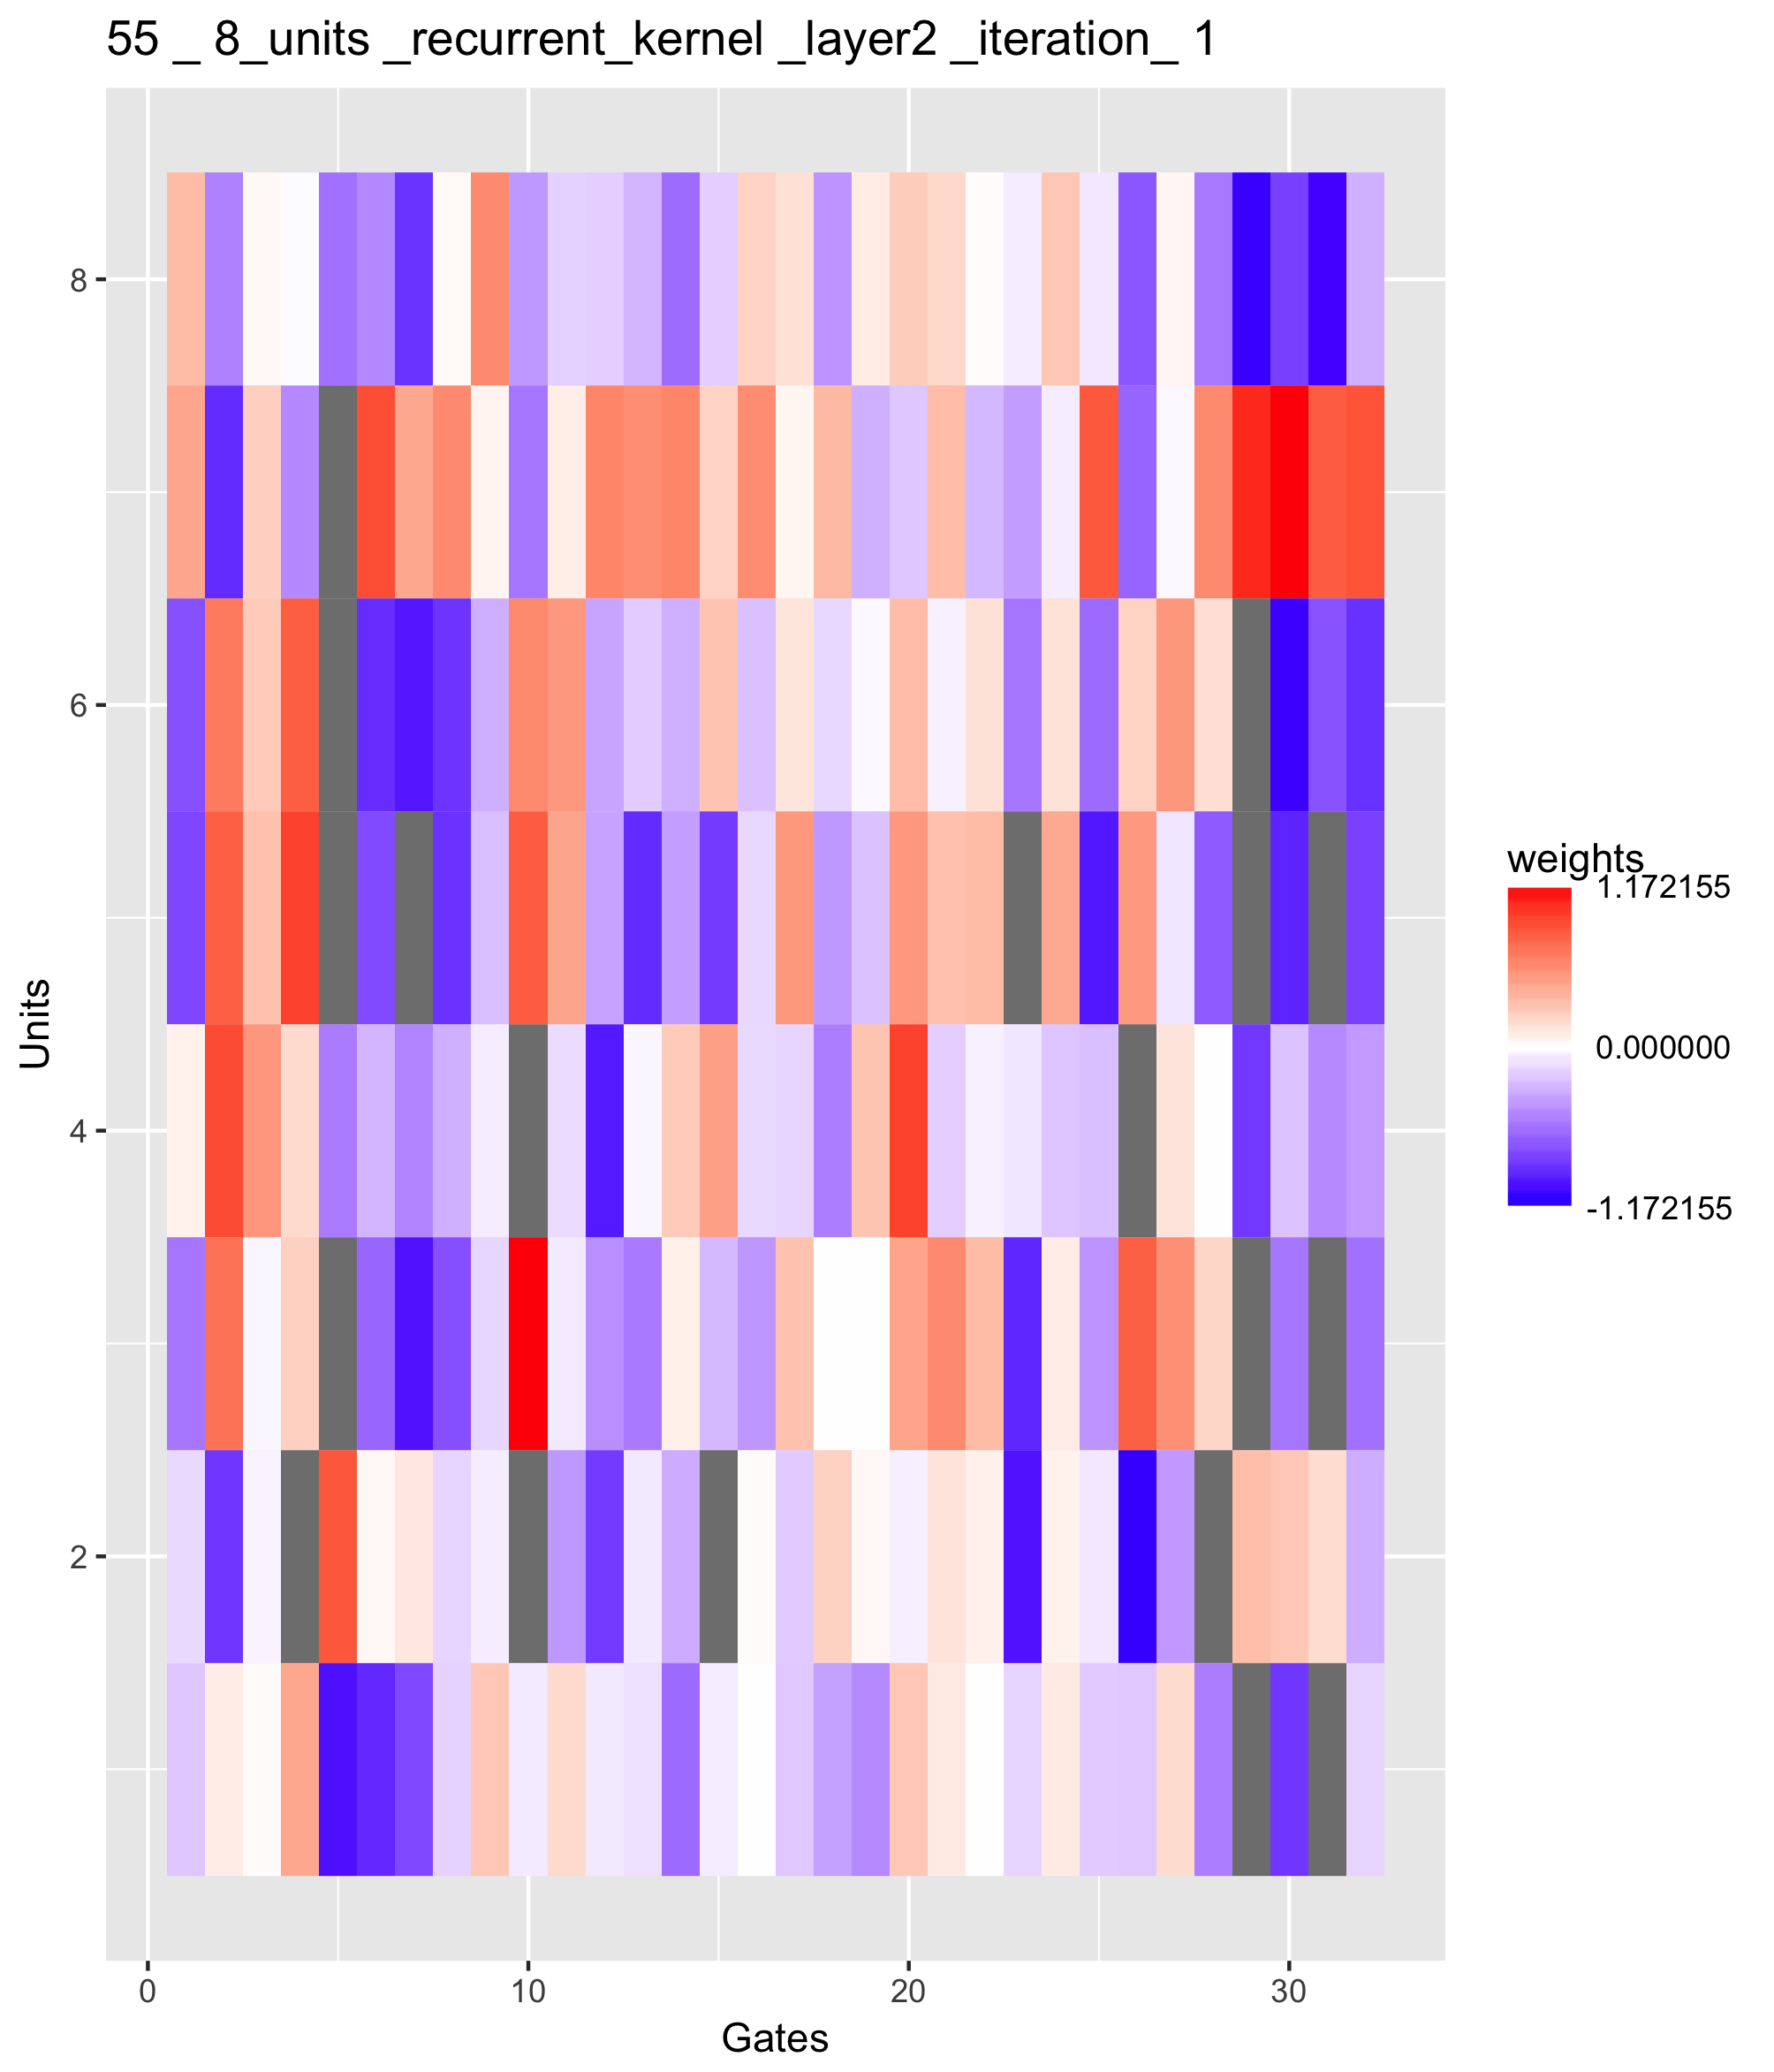 55 _ 8_units _recurrent_kernel _layer2 _iteration_ 1
Units
8
6
4
2
0
10
20
30
Gates
weights
1.172155
0.000000
-1.172155